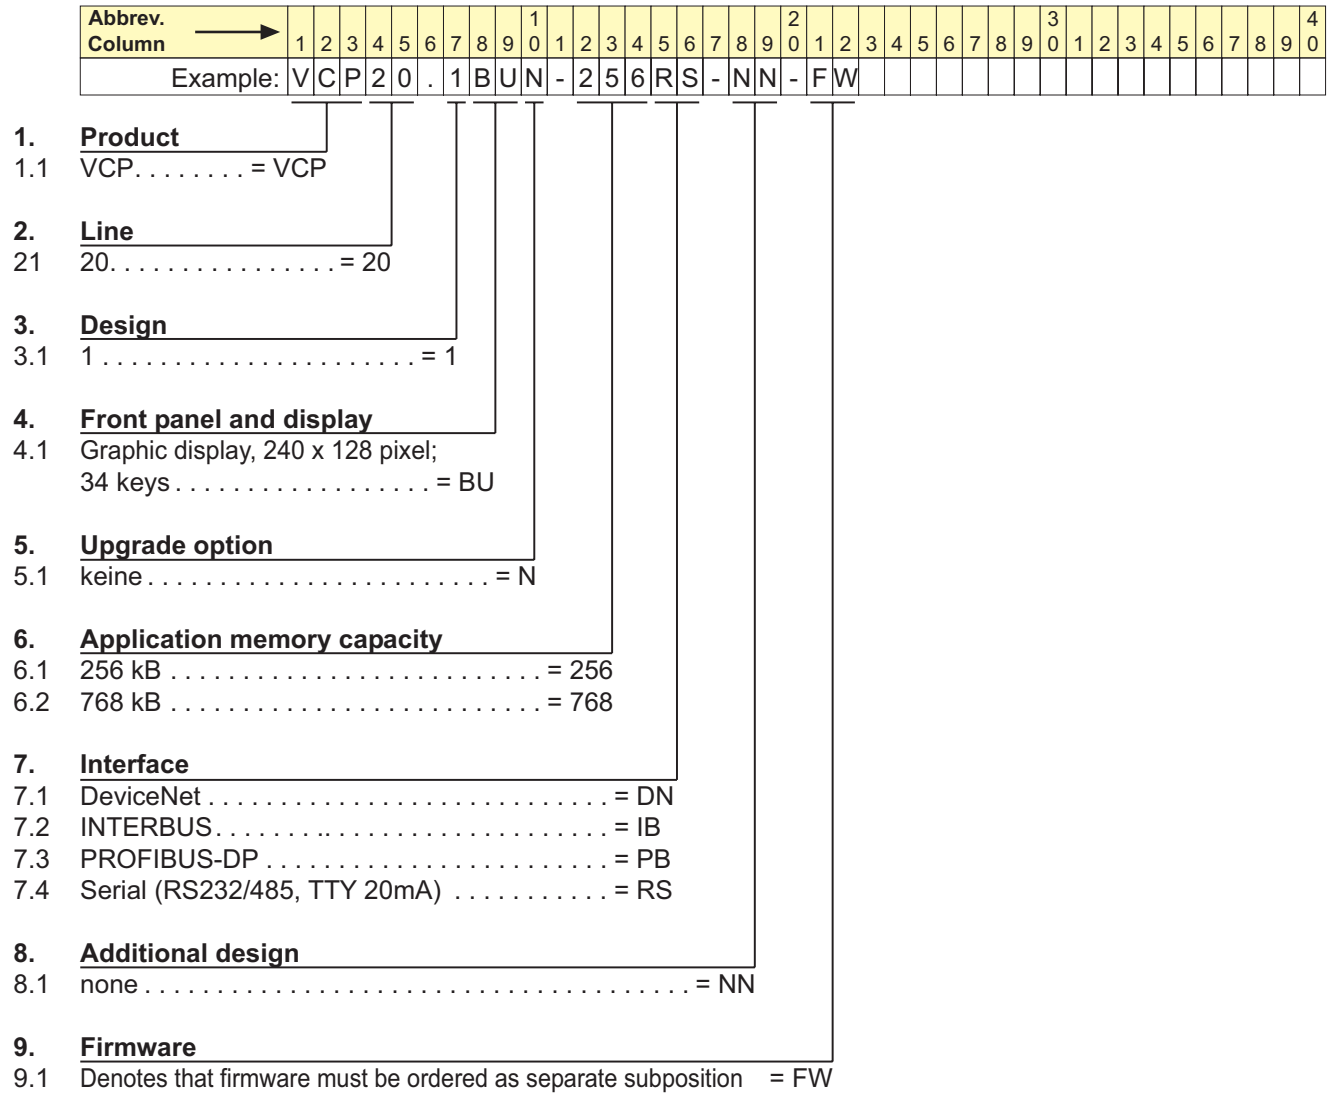 Abbrev. 1 2 3 4
Column 1 2 3 4 5 6 7 8 9 0 1 2 3 4 5 6 7 8 9 0 1 2 3 4 5 6 7 8 9 0 1 2 3 4 5 6 7 8 9 0
Example: V C P 2 0 . 1 B U N - 2 5 6 R S - N N - F W
1. Product
1.1 VCP. . . . . . . . = VCP
2. Line
21 20. . . . . . . . . . . . . . . . = 20
3. Design
3.1 1 . . . . . . . . . . . . . . . . . . . . . . = 1
4. Front panel and display
4.1 Graphic display, 240 x 128 pixel;
34 keys . . . . . . . . . . . . . . . . . . = BU
5. Upgrade option
5.1 keine . . . . . . . . . . . . . . . . . . . . . . . . = N
6. Application memory capacity
6.1 256 kB . . . . . . . . . . . . . . . . . . . . . . . . . . = 256
6.2 768 kB . . . . . . . . . . . . . . . . . . . . . . . . . . = 768
7. Interface
7.1 DeviceNet . . . . . . . . . . . . . . . . . . . . . . . . . . . . = DN
7.2 INTERBUS. . . . . . . .. . . . . . . . . . . . . . . . . . . . = IB
7.3 PROFIBUS-DP . . . . . . . . . . . . . . . . . . . . . . . . = PB
7.4 Serial (RS232/485, TTY 20mA) . . . . . . . . . . . = RS
8. Additional design
8.1 none . . . . . . . . . . . . . . . . . . . . . . . . . . . . . . . . . . . . . . = NN
9. Firmware
9.1 Denotes that firmware must be ordered as separate subposition = FW